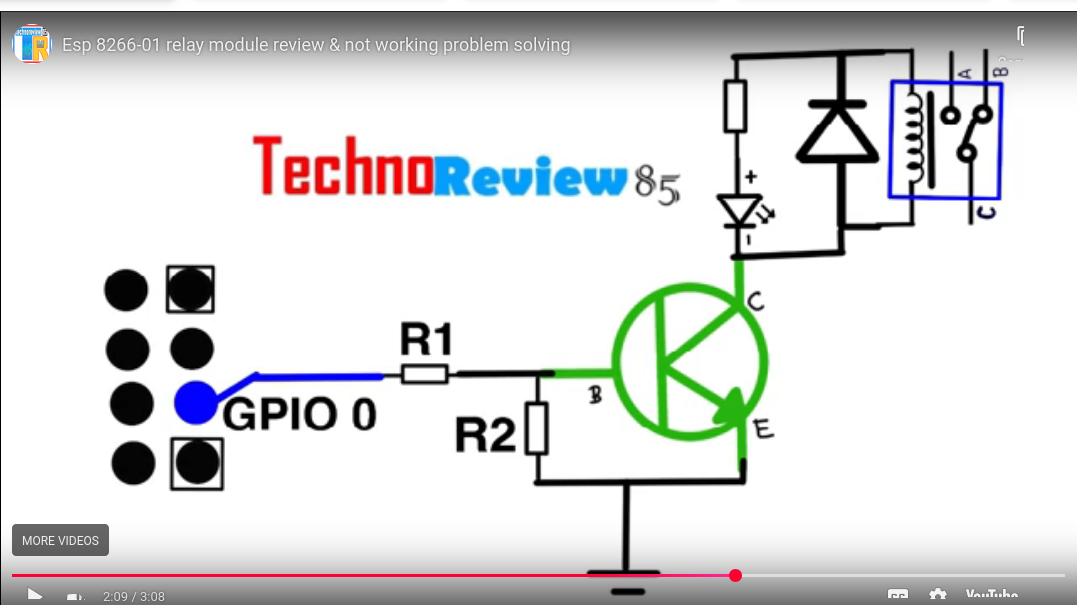 Esp 8266-01 relay module review & not working problem solving
A
B
TechnoReview 85
+
-
C
C
R1
GPIO 0
B
R2
E
MORE VIDEOS
2:09 / 3:08
YouTube